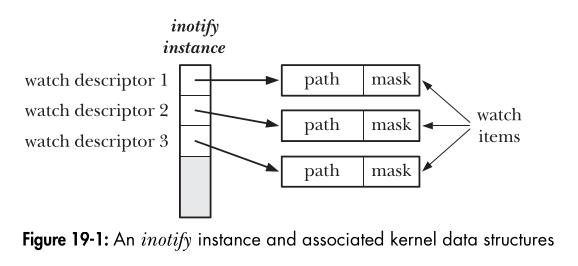 inotify
instance
watch descriptor 1
path mask
watch descriptor 2
path mask
watch descriptor 3
path mask
watch
items
Figure 19-1: An inotify instance and associated kernel data structures